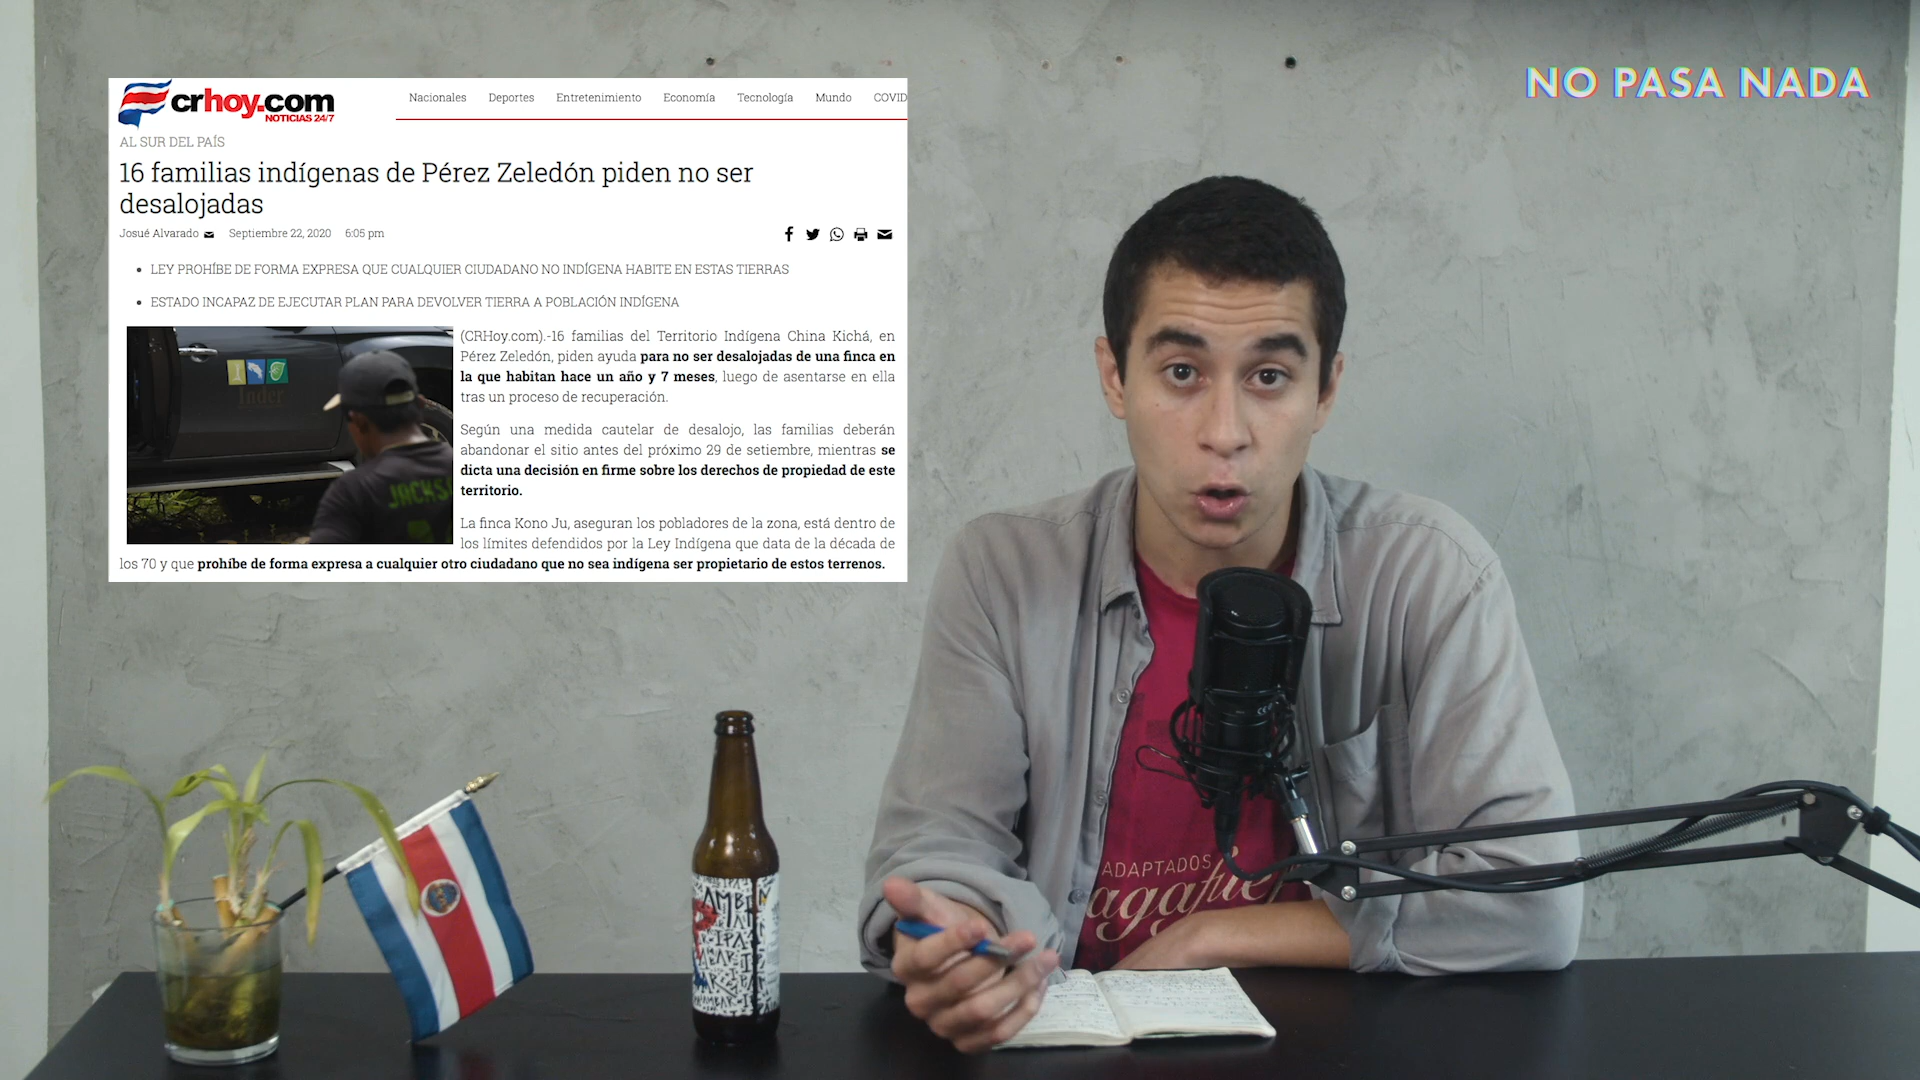 NO PASA NADA
crhoy.com
NOTICIAS 24/7
Nacionales Deportes Entretenimiento Economía Tecnología Mundo COVID
AL SUR DEL PAÍS
16 familias indígenas de Pérez Zeledón piden no ser
desalojadas
Josué Alvarado Septiembre 22, 2020 6:05 pm
LEY PROHÍBE DE FORMA EXPRESA QUE CUALQUIER CIUDADANO NO INDÍGENA HABITE EN ESTAS TIERRAS
ESTADO INCAPAZ DE EJECUTAR PLAN PARA DEVOLVER TIERRA A POBLACIÓN INDÍGENA
Inder
(CRHoy.com).-16 familias del Territorio Indígena China Kichá, en
Pérez Zeledón, piden ayuda para no ser desalojadas de una finca en
la que habitan hace un año y 7 meses, luego de asentarse en ella
tras un proceso de recuperación.
Según una medida cautelar de desalojo, las familias deberán
abandonar el sitio antes del próximo 29 de setiembre, mientras se
dicta una decisión en firme sobre los derechos de propiedad de este
territorio.
La finca Kono Ju, aseguran los pobladores de la zona, está dentro de
los límites defendidos por la Ley Indígena que data de la década de
los 70 y que prohíbe de forma expresa a cualquier otro ciudadano que no sea indígena ser propietario de estos terrenos.
ADAPTADOS
IPA